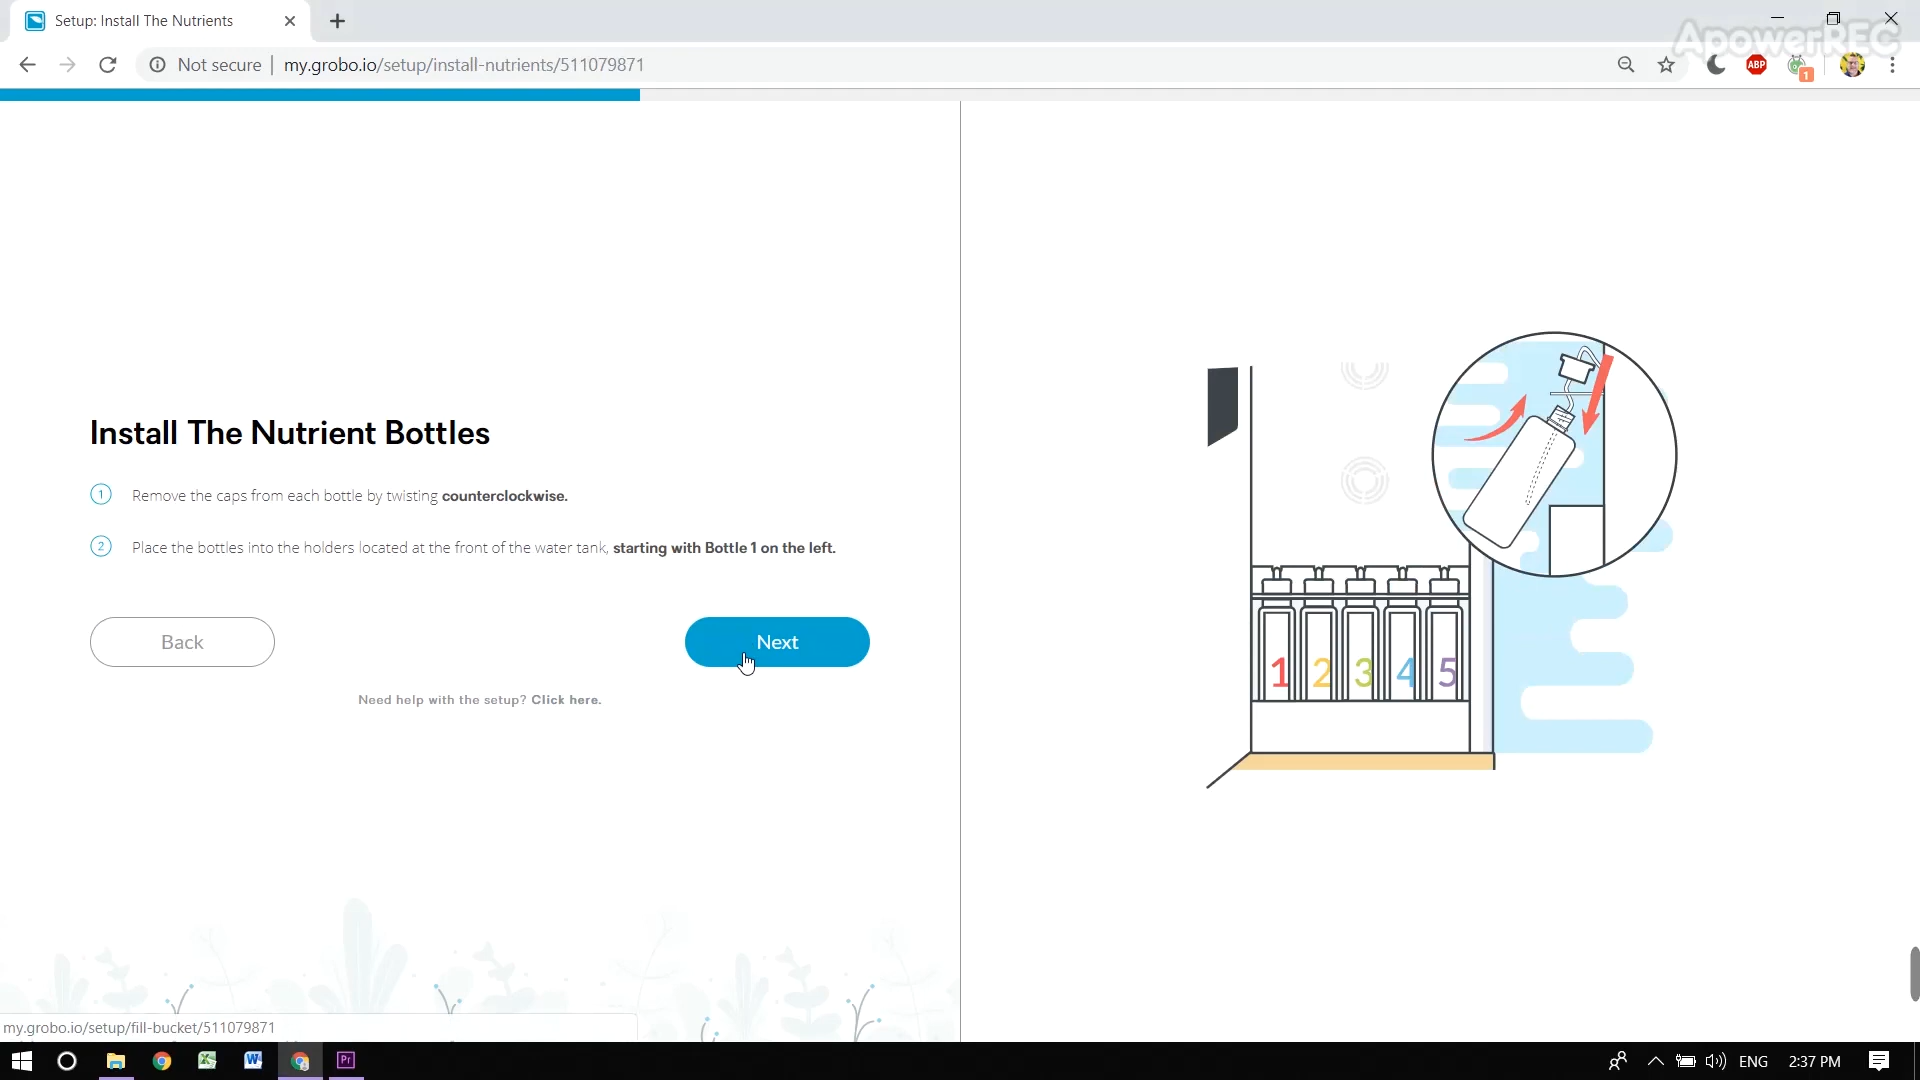 Setup: Install The Nutrients
ApowerREC
Not secure
my.grobo.io/setup/install-nutrients/511079871
ABP
1
Install The Nutrient Bottles
1 Remove the caps from each bottle by twisting counterclockwise.
2 Place the bottles into the holders located at the front of the water tank, starting with Bottle 1 on the left.
Back
Next
Need help with the setup? Click here.
1 2 3 4 5
my.grobo.io/setup/fill-bucket/511079871
Pr
ENG
2:37 PM